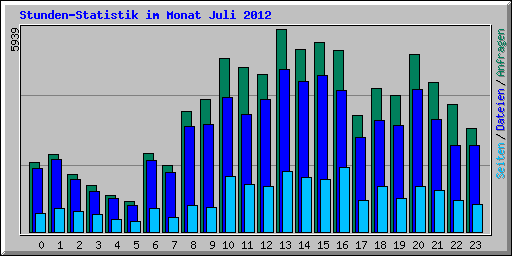 Stunden-Statistik im Monat Juli 2012
5939
Seiten / Dateien / Anfragen
0 1 2 3 4 5 6 7 8 9 10 11 12 13 14 15 16 17 18 19 20 21 22 23